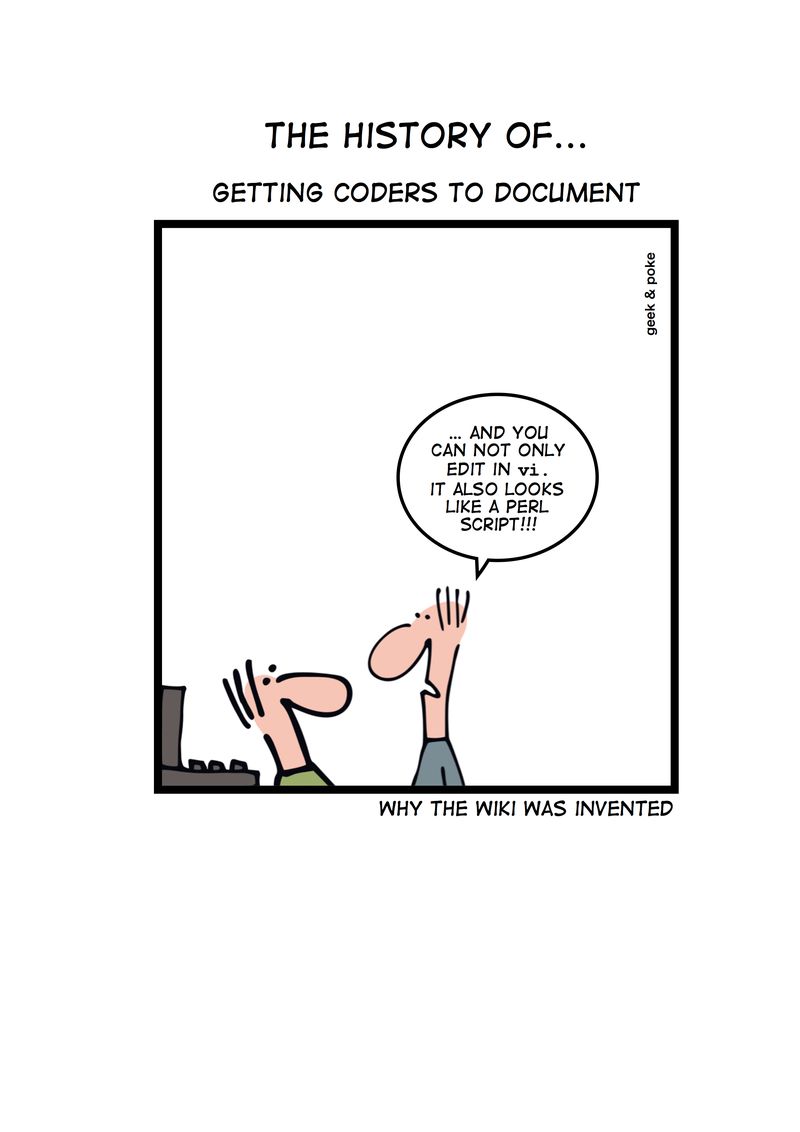 THE HISTORY OF...
GETTING CODERS TO DOCUMENT
geek & poke
... AND YOU
CAN NOT ONLY
EDIT IN vi.
IT ALSO LOOKS
LIKE A PERL
SCRIPT!!!
WHY THE WIKI WAS INVENTED